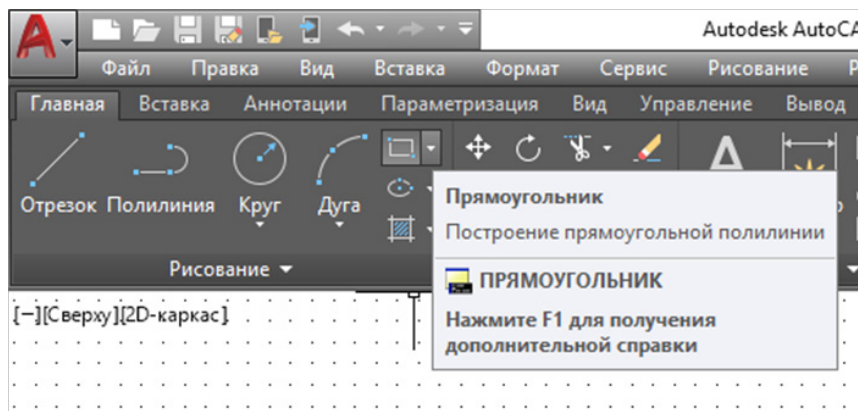 Autodesk AutoCA
Файл Правка Вид Вставка Формат Сервис Рисование
Главная Вставка Аннотации Параметризация Вид Управление Вывод
Отрезок Полилиния Круг Дуга
Рисование
Прямоугольник
Построение прямоугольной полилинии
ПРЯМОУГОЛЬНИК
Нажмите F1 для получения
дополнительной справки
[−][Сверху][2D-каркас]